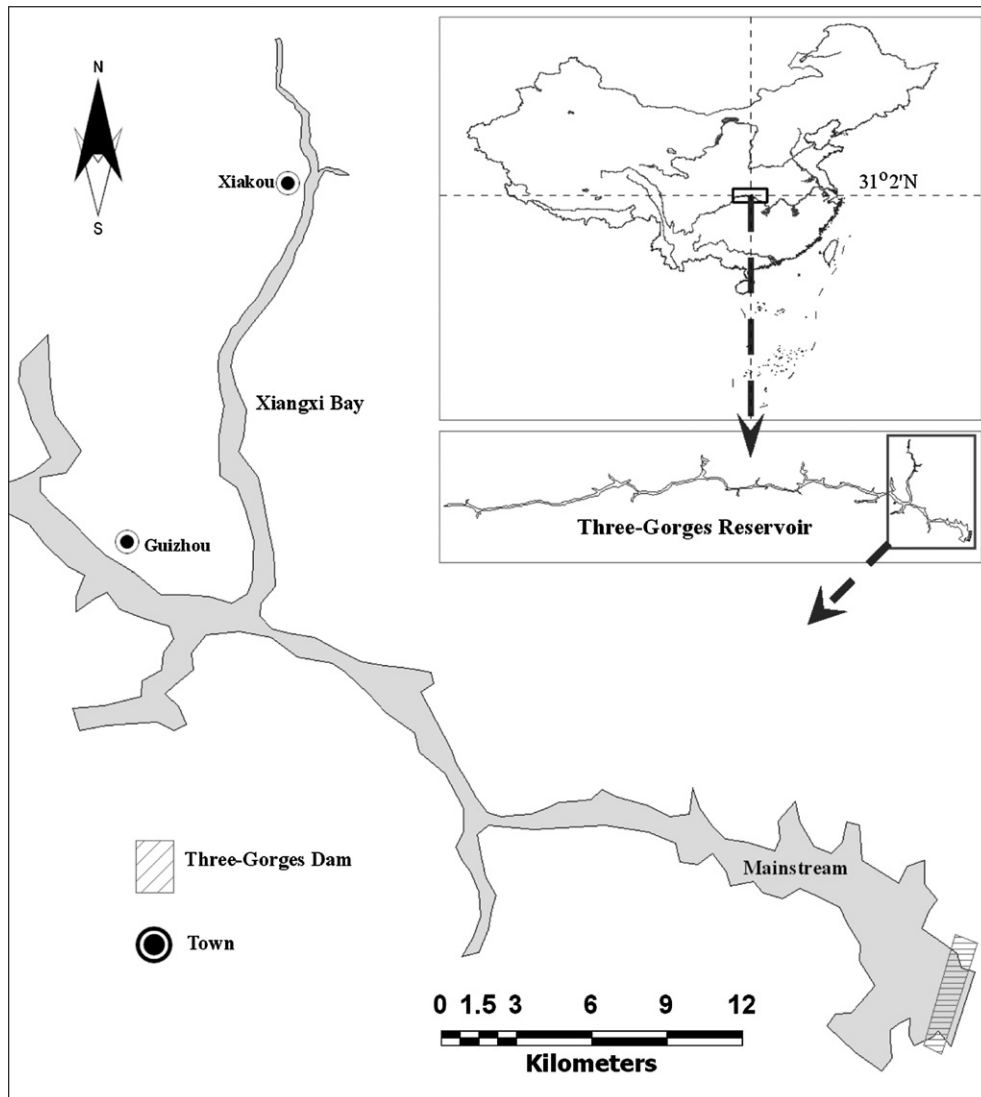 N
S
Xiakou
31°2'N
Xiangxi Bay
Three-Gorges Reservoir
Guizhou
Three-Gorges Dam
Mainstream
Town
0 1.5 3 6 9 12
Kilometers